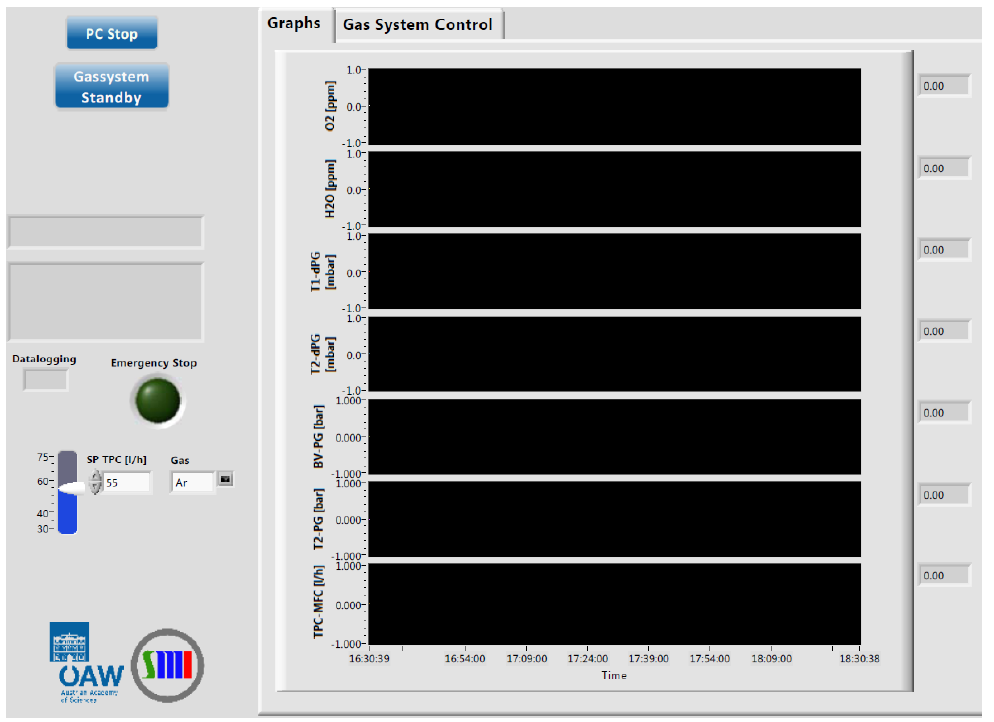 PC Stop
Gassystem
Standby
Datalogging
Emergency Stop
75
60
40
30
SP TPC [l/h]
55
Gas
Ar
ÖAW
Austrian Academy
of Sciences
SMI
Graphs
Gas System Control
O2 [ppm]
1.0
0.0
-1.0
0.00
H2O [ppm]
1.0
0.0
-1.0
0.00
T1-dPG
[mbar]
1.0
0.0
-1.0
0.00
T2-dPG
[mbar]
1.0
0.0
-1.0
0.00
BV-PG [bar]
1.000
0.000
-1.000
0.00
T2-PG [bar]
1.000
0.000
-1.000
0.00
TPC-MFC [l/h]
1.000
0.000
-1.000
0.00
16:30:39 16:54:00 17:09:00 17:24:00 17:39:00 17:54:00 18:09:00 18:30:38
Time